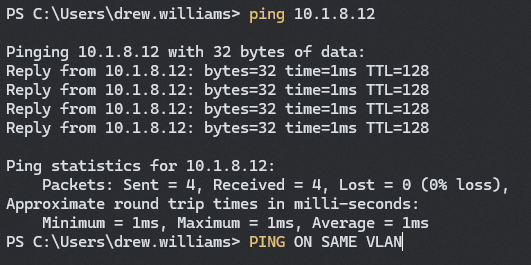 PS C:\Users\drew.williams> ping 10.1.8.12
Pinging 10.1.8.12 with 32 bytes of data:
Reply from 10.1.8.12: bytes=32 time=1ms TTL=128
Reply from 10.1.8.12: bytes=32 time=1ms TTL=128
Reply from 10.1.8.12: bytes=32 time=1ms TTL=128
Reply from 10.1.8.12: bytes=32 time=1ms TTL=128
Ping statistics for 10.1.8.12:
    Packets: Sent = 4, Received = 4, Lost = 0 (0% loss),
Approximate round trip times in milli-seconds:
    Minimum = 1ms, Maximum = 1ms, Average = 1ms
PS C:\Users\drew.williams> PING ON SAME VLAN